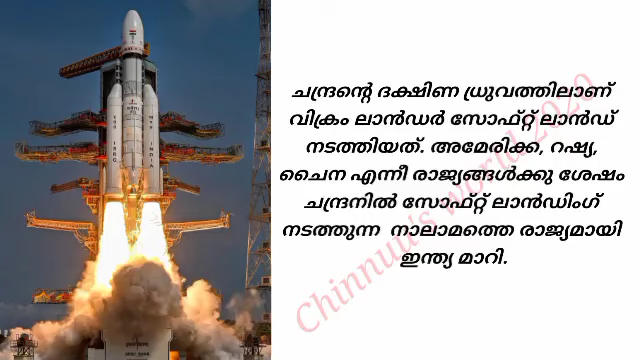 ചന്ദ്രന്റെ ദക്ഷിണ ധ്രുവത്തിലാണ്
വിക്രം ലാൻഡർ സോഫ്റ്റ് ലാൻഡ്
നടത്തിയത്. അമേരിക്ക, റഷ്യ,
ചൈന എന്നീ രാജ്യങ്ങൾക്കു ശേഷം
ചന്ദ്രനിൽ സോഫ്റ്റ് ലാൻഡിംഗ്
നടത്തുന്ന നാലാമത്തെ രാജ്യമായി
ഇന്ത്യ മാറി.
Chinnuu's world 2020